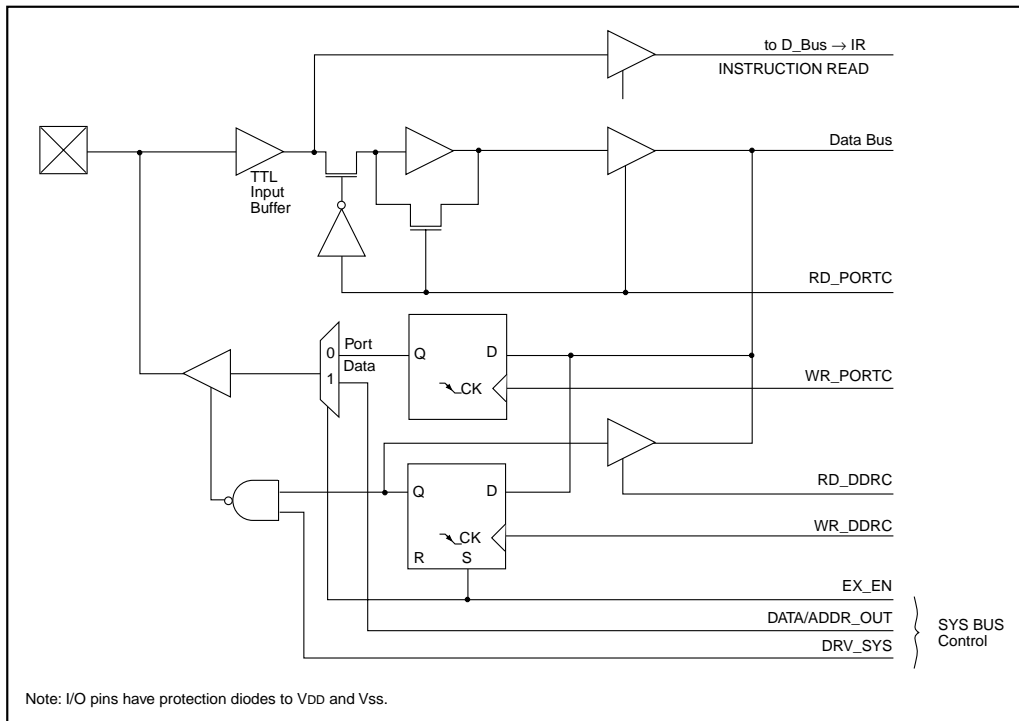 to D_Bus → IR
INSTRUCTION READ
Data Bus
TTL
Input
Buffer
RD_PORTC
0
Port
Data
1
Q
D
CK
WR_PORTC
RD_DDRC
Q
D
CK
R
S
WR_DDRC
EX_EN
DATA/ADDR_OUT
DRV_SYS
SYS BUS
Control
Note: I/O pins have protection diodes to VDD and Vss.